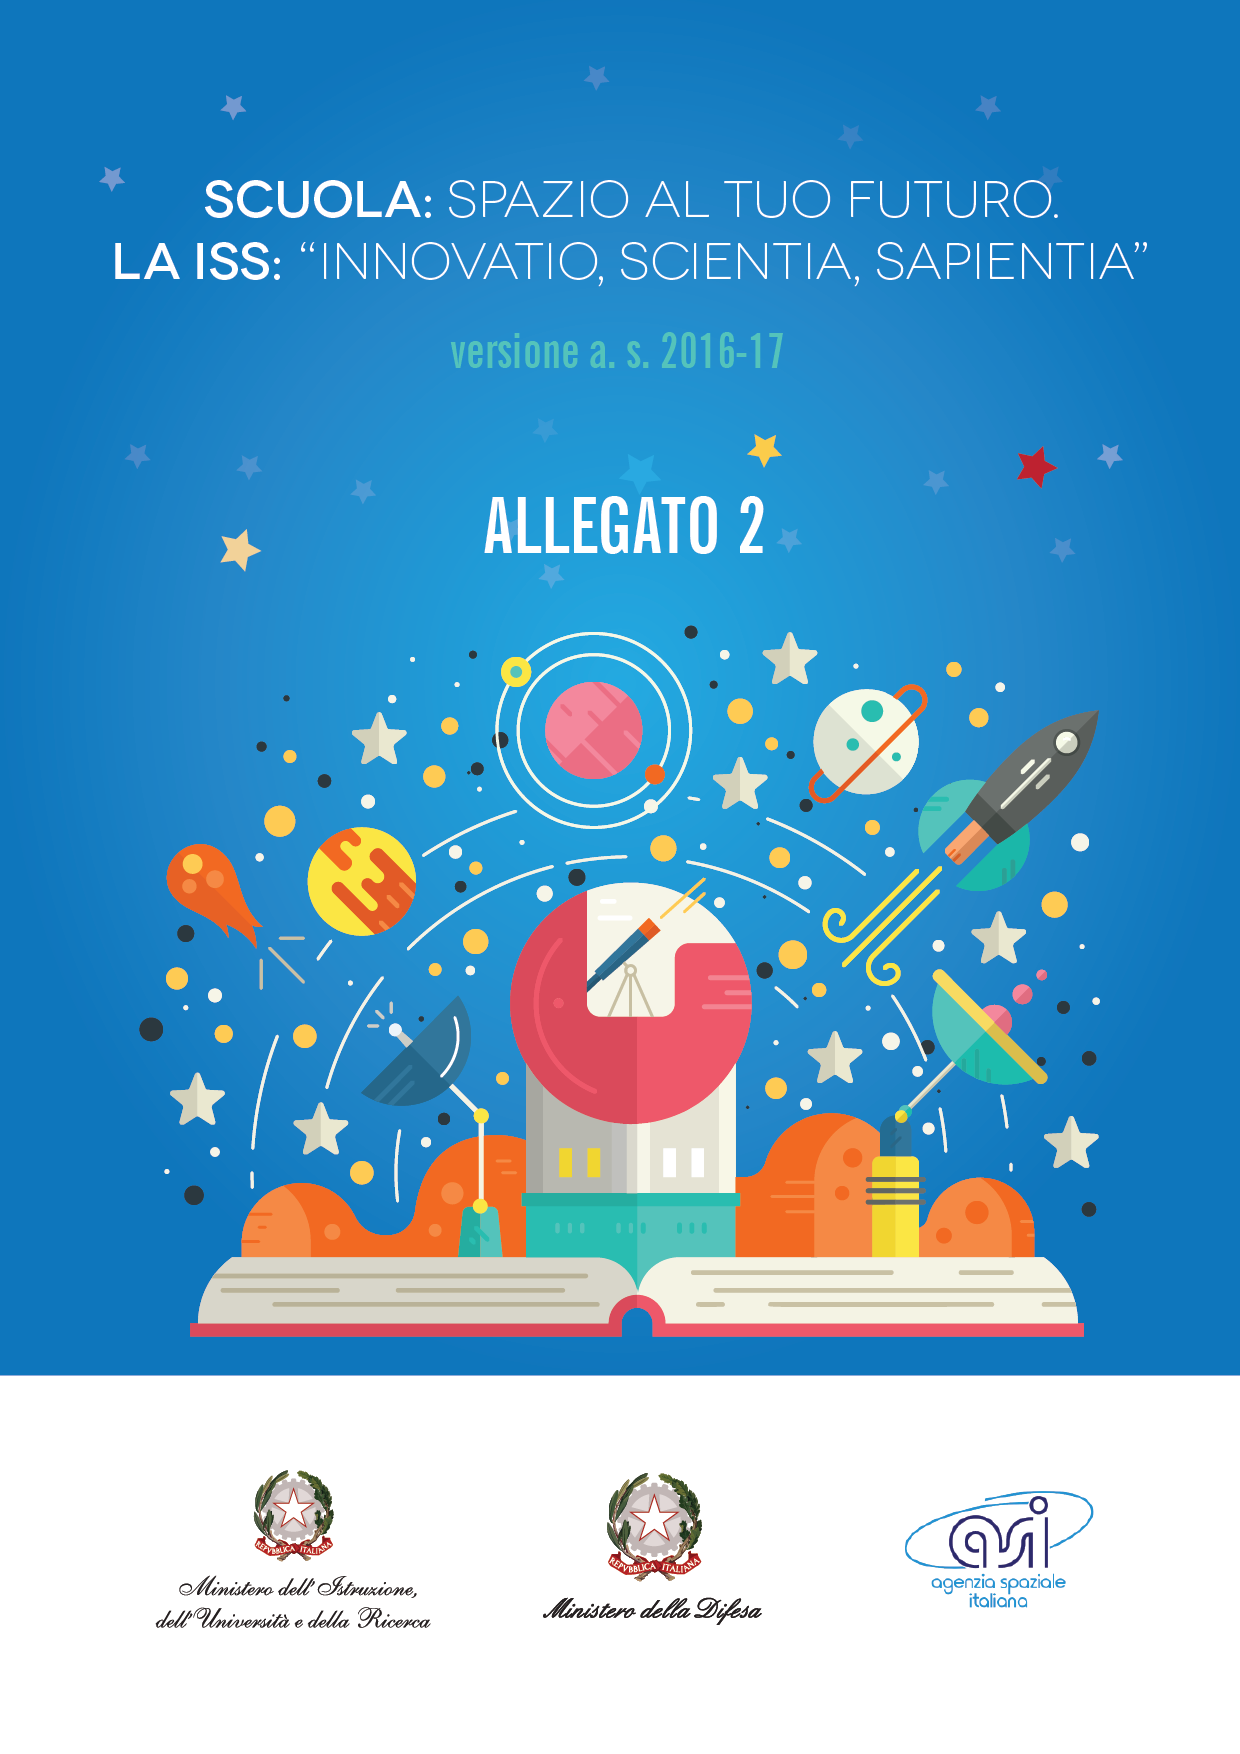 SCUOLA: SPAZIO AL TUO FUTURO.
LA ISS: “INNOVATIO, SCIENTIA, SAPIENTIA”
versione a. s. 2016-17
ALLEGATO 2
REPVBBLICA ITALIANA
Ministero dell'Istruzione,
dell'Università e della Ricerca
REPVBBLICA ITALIANA
Ministero della Difesa
asi
agenzia spaziale
italiana